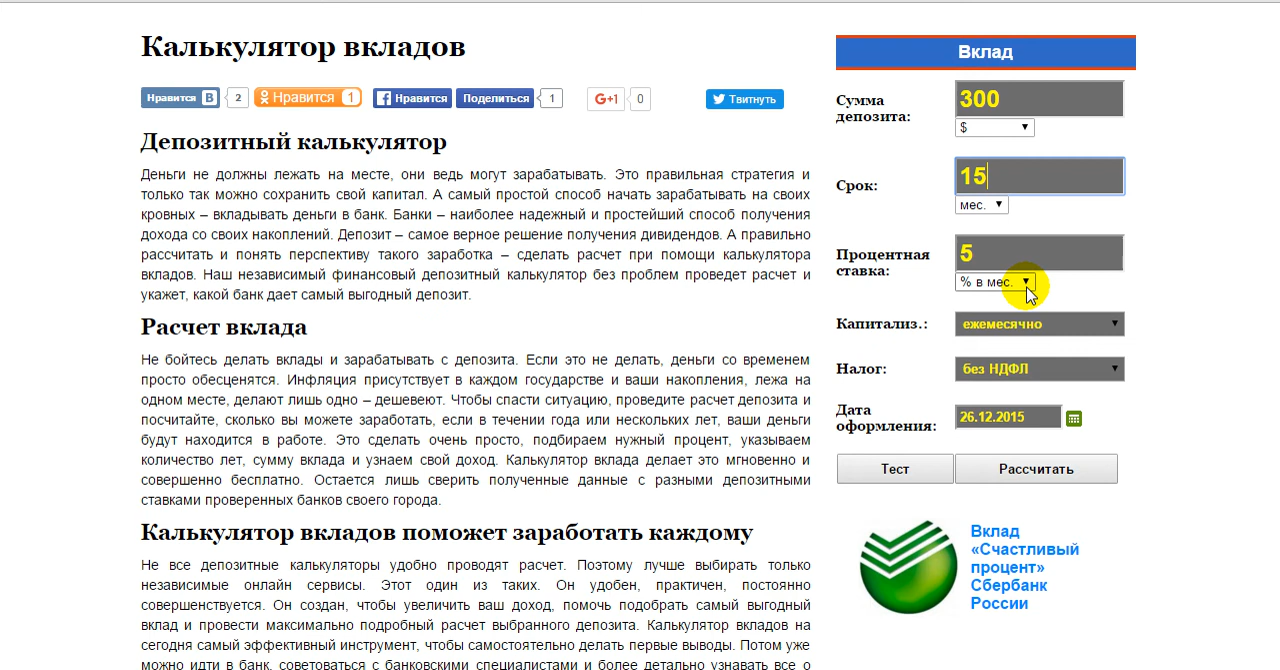 Калькулятор вкладов
Нравится B 2 Нравится 1 Нравится Поделиться 1 G+1 0 Твитнуть
Депозитный калькулятор
Деньги не должны лежать на месте, они ведь могут зарабатывать. Это правильная стратегия и
только так можно сохранить свой капитал. А самый простой способ начать зарабатывать на своих
кровных – вкладывать деньги в банк. Банки – наиболее надежный и простейший способ получения
дохода со своих накоплений. Депозит – самое верное решение получения дивидендов. А правильно
рассчитать и понять перспективу такого заработка – сделать расчет при помощи калькулятора
вкладов. Наш независимый финансовый депозитный калькулятор без проблем проведет расчет и
укажет, какой банк дает самый выгодный депозит.
Расчет вклада
Не бойтесь делать вклады и зарабатывать с депозита. Если это не делать, деньги со временем
просто обесценятся. Инфляция присутствует в каждом государстве и ваши накопления, лежа на
одном месте, делают лишь одно – дешевеют. Чтобы спасти ситуацию, проведите расчет депозита и
посчитайте, сколько вы можете заработать, если в течении года или нескольких лет, ваши деньги
будут находится в работе. Это сделать очень просто, подбираем нужный процент, указываем
количество лет, сумму вклада и узнаем свой доход. Калькулятор вклада делает это мгновенно и
совершенно бесплатно. Остается лишь сверить полученные данные с разными депозитными
ставками проверенных банков своего города.
Калькулятор вкладов поможет заработать каждому
Не все депозитные калькуляторы удобно проводят расчет. Поэтому лучше выбирать только
независимые онлайн сервисы. Этот один из таких. Он удобен, практичен, постоянно
совершенствуется. Он создан, чтобы увеличить ваш доход, помочь подобрать самый выгодный
вклад и провести максимально подробный расчет выбранного депозита. Калькулятор вкладов на
сегодня самый эффективный инструмент, чтобы самостоятельно делать первые выводы. Потом уже
можно идти в банк, советоваться с банковскими специалистами и более детально узнавать все о
Вклад
Сумма
депозита:
300
$
Срок:
15
мес.
Процентная
ставка:
5
% в мес.
Капитализ.: ежемесячно
Налог: без НДФЛ
Дата
оформления:
26.12.2015
Тест Рассчитать
Вклад
«Счастливый
процент»
Сбербанк
России